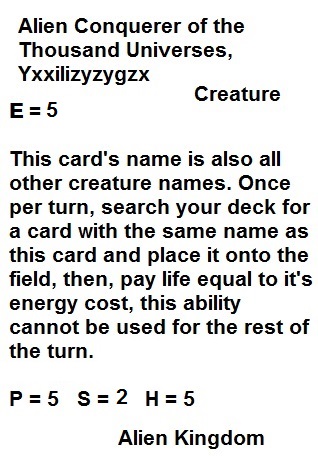 Alien Conquerer of the
Thousand Universes,
Yxxilizyzygzx
Creature
E = 5
This card's name is also all
other creature names. Once
per turn, search your deck for
a card with the same name as
this card and place it onto the
field, then, pay life equal to it's
energy cost, this ability
cannot be used for the rest of
the turn.
P = 5 S = 2 H = 5
Alien Kingdom